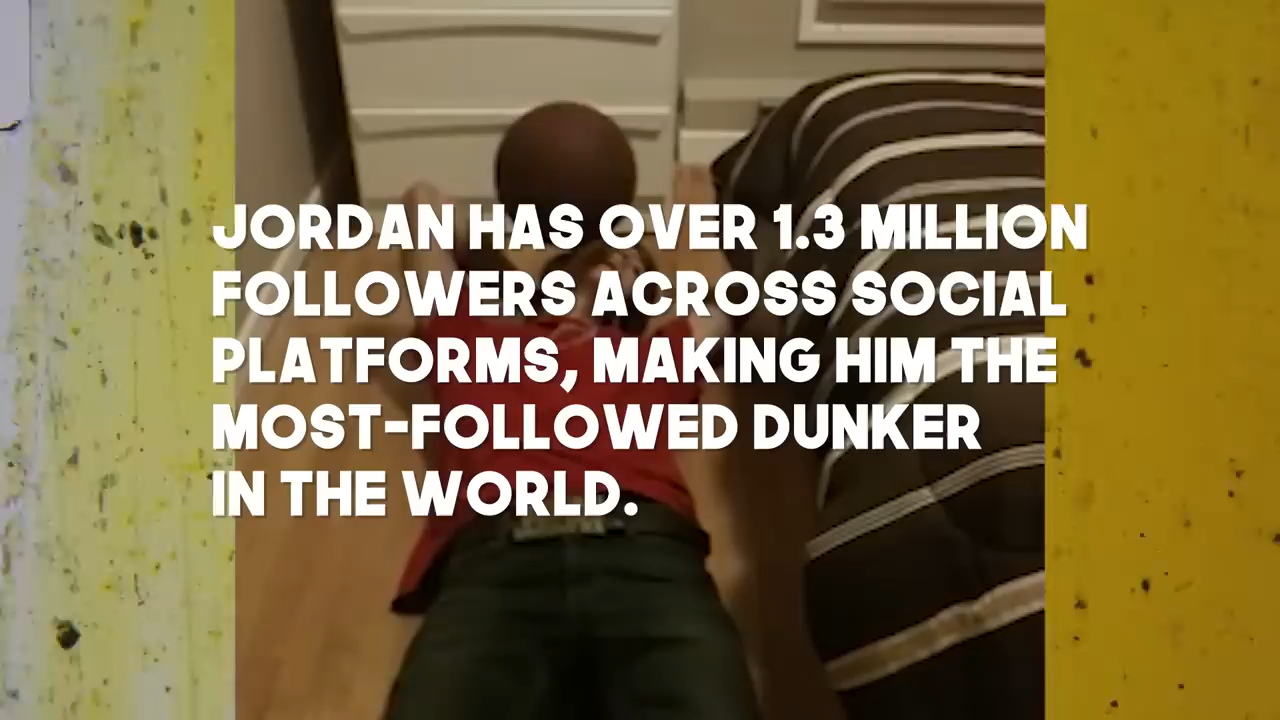 JORDAN HAS OVER 1.3 MILLION
FOLLOWERS ACROSS SOCIAL
PLATFORMS, MAKING HIM THE
MOST-FOLLOWED DUNKER
IN THE WORLD.